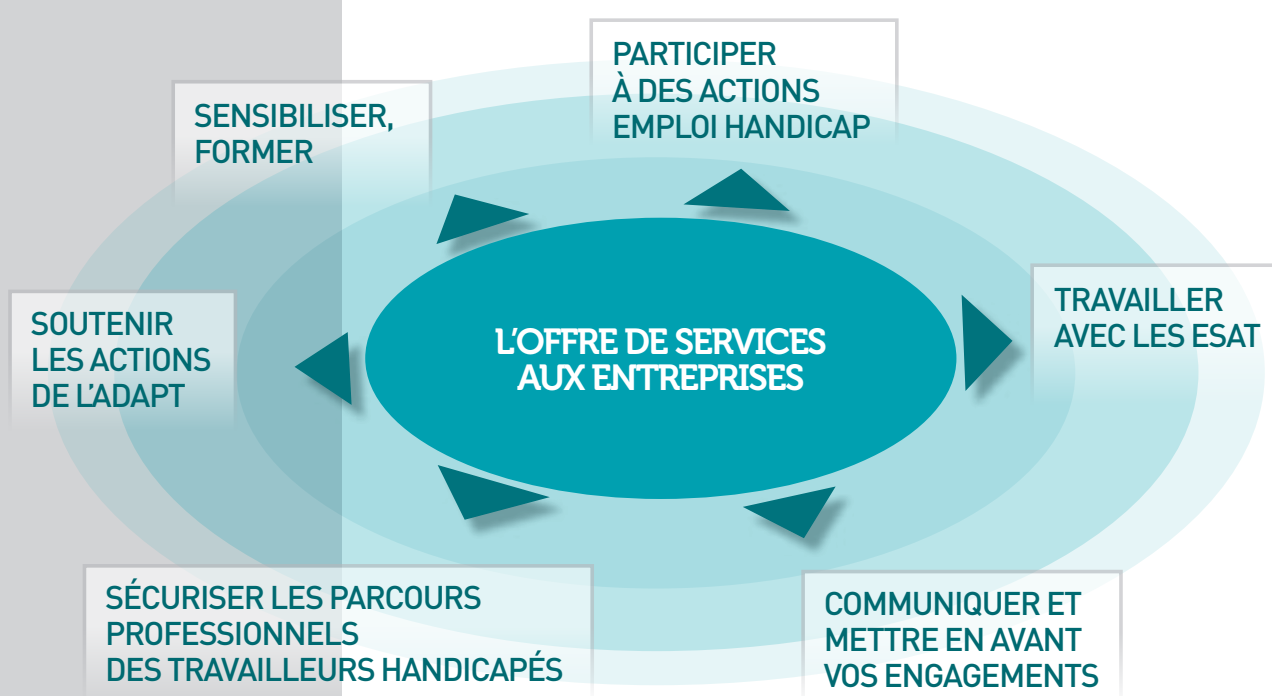 PARTICIPER
À DES ACTIONS
EMPLOI HANDICAP
SENSIBILISER,
FORMER
TRAVAILLER
AVEC LES ESAT
SOUTENIR
LES ACTIONS
DE L'ADAPT
L'OFFRE DE SERVICES
AUX ENTREPRISES
SÉCURISER LES PARCOURS
PROFESSIONNELS
DES TRAVAILLEURS HANDICAPÉS
COMMUNIQUER ET
METTRE EN AVANT
VOS ENGAGEMENTS